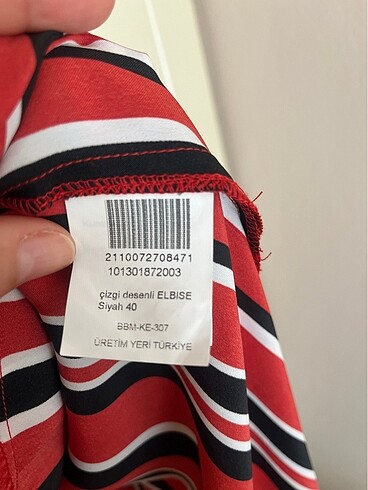 2110072708471
101301872003
çizgi desenli ELBISE
Siyah 40
BBM-KE-307
ÜRETİM YERİ TÜRKİYE